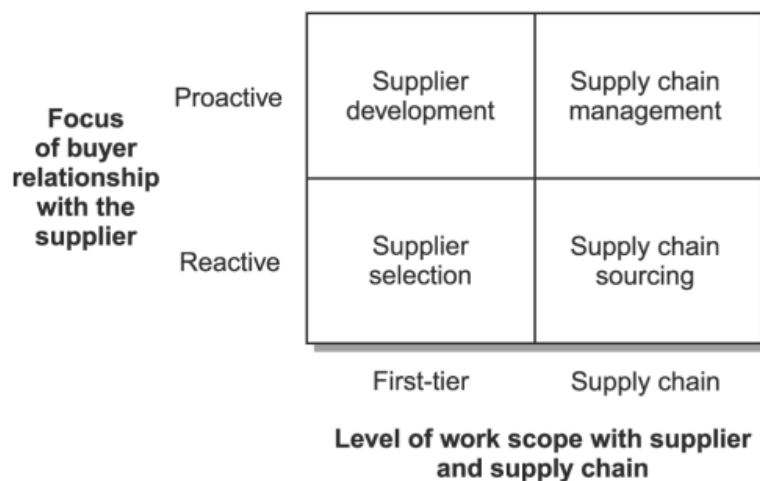 Focus
of buyer
relationship
with the
supplier
Proactive
Supplier
development
Supply chain
management
Reactive
Supplier
selection
Supply chain
sourcing
First-tier
Supply chain
Level of work scope with supplier
and supply chain